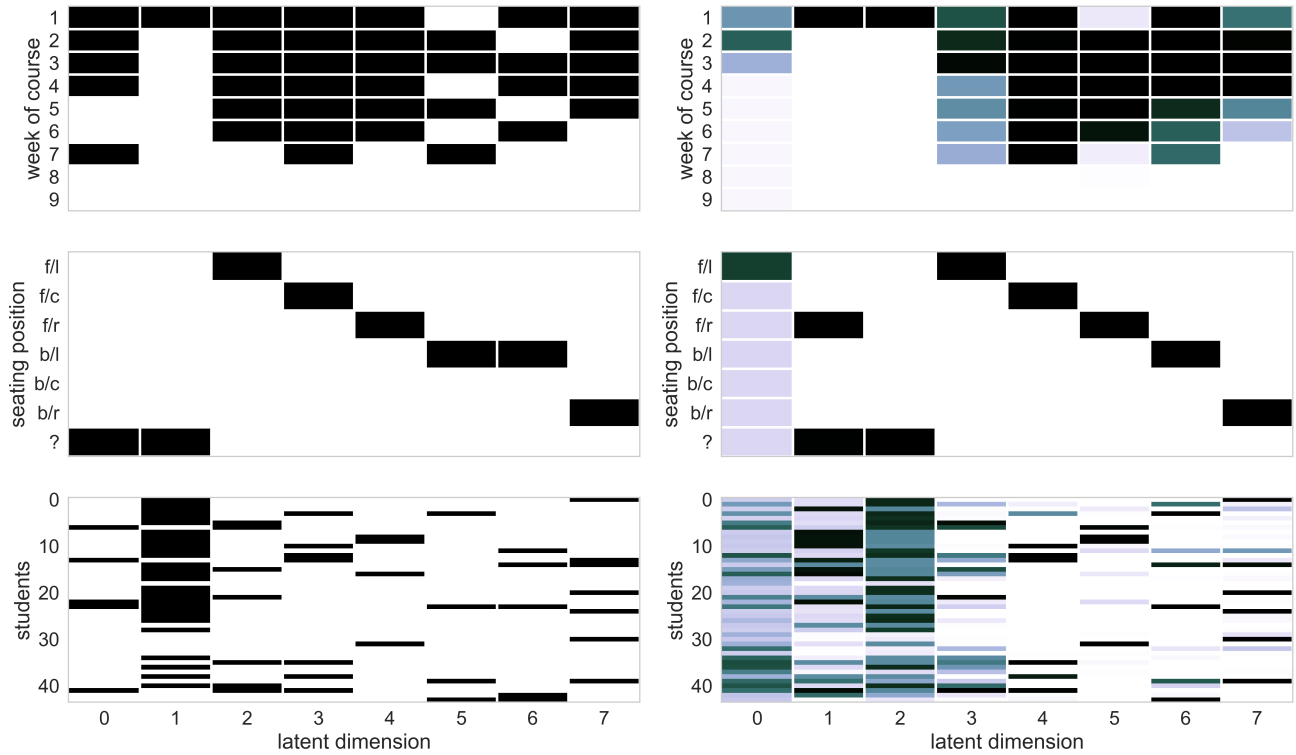 week of course
1
2
3
4
5
6
7
8
9
week of course
1
2
3
4
5
6
7
8
9
seating position
f/l
f/c
f/r
b/l
b/c
b/r
?
seating position
f/l
f/c
f/r
b/l
b/c
b/r
?
students
0
10
20
30
40
0 1 2 3 4 5 6 7
latent dimension
students
0
10
20
30
40
0 1 2 3 4 5 6 7
latent dimension